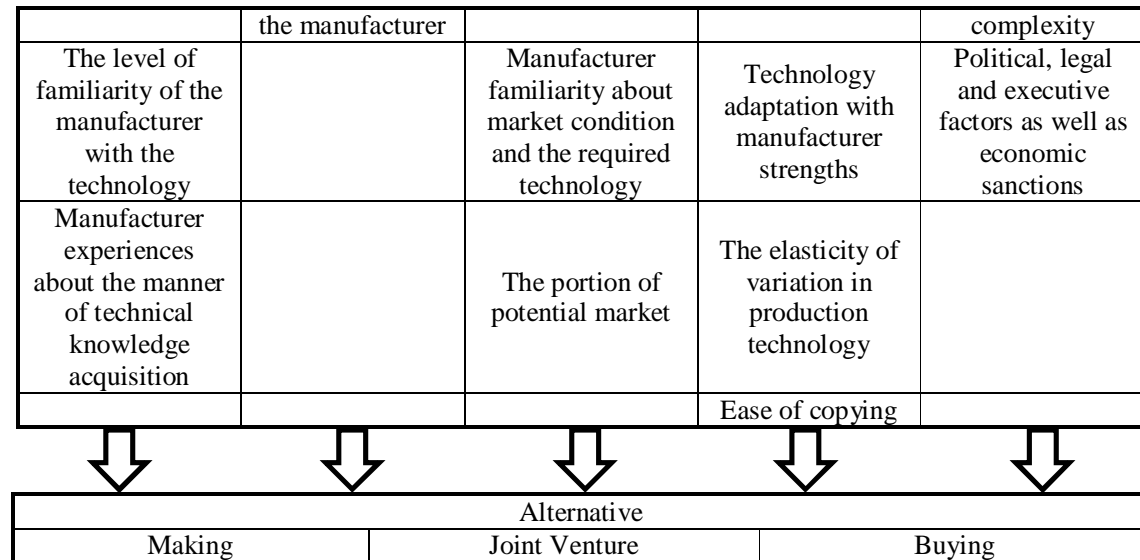 the manufacturer
complexity
The level of
familiarity of the
manufacturer
with the
technology
Manufacturer
familiarity about
market condition
and the required
technology
Technology
adaptation with
manufacturer
strengths
Political, legal
and executive
factors as well as
economic
sanctions
Manufacturer
experiences
about the manner
of technical
knowledge
acquisition
The portion of
potential market
The elasticity of
variation in
production
technology
Ease of copying
Alternative
Making
Joint Venture
Buying